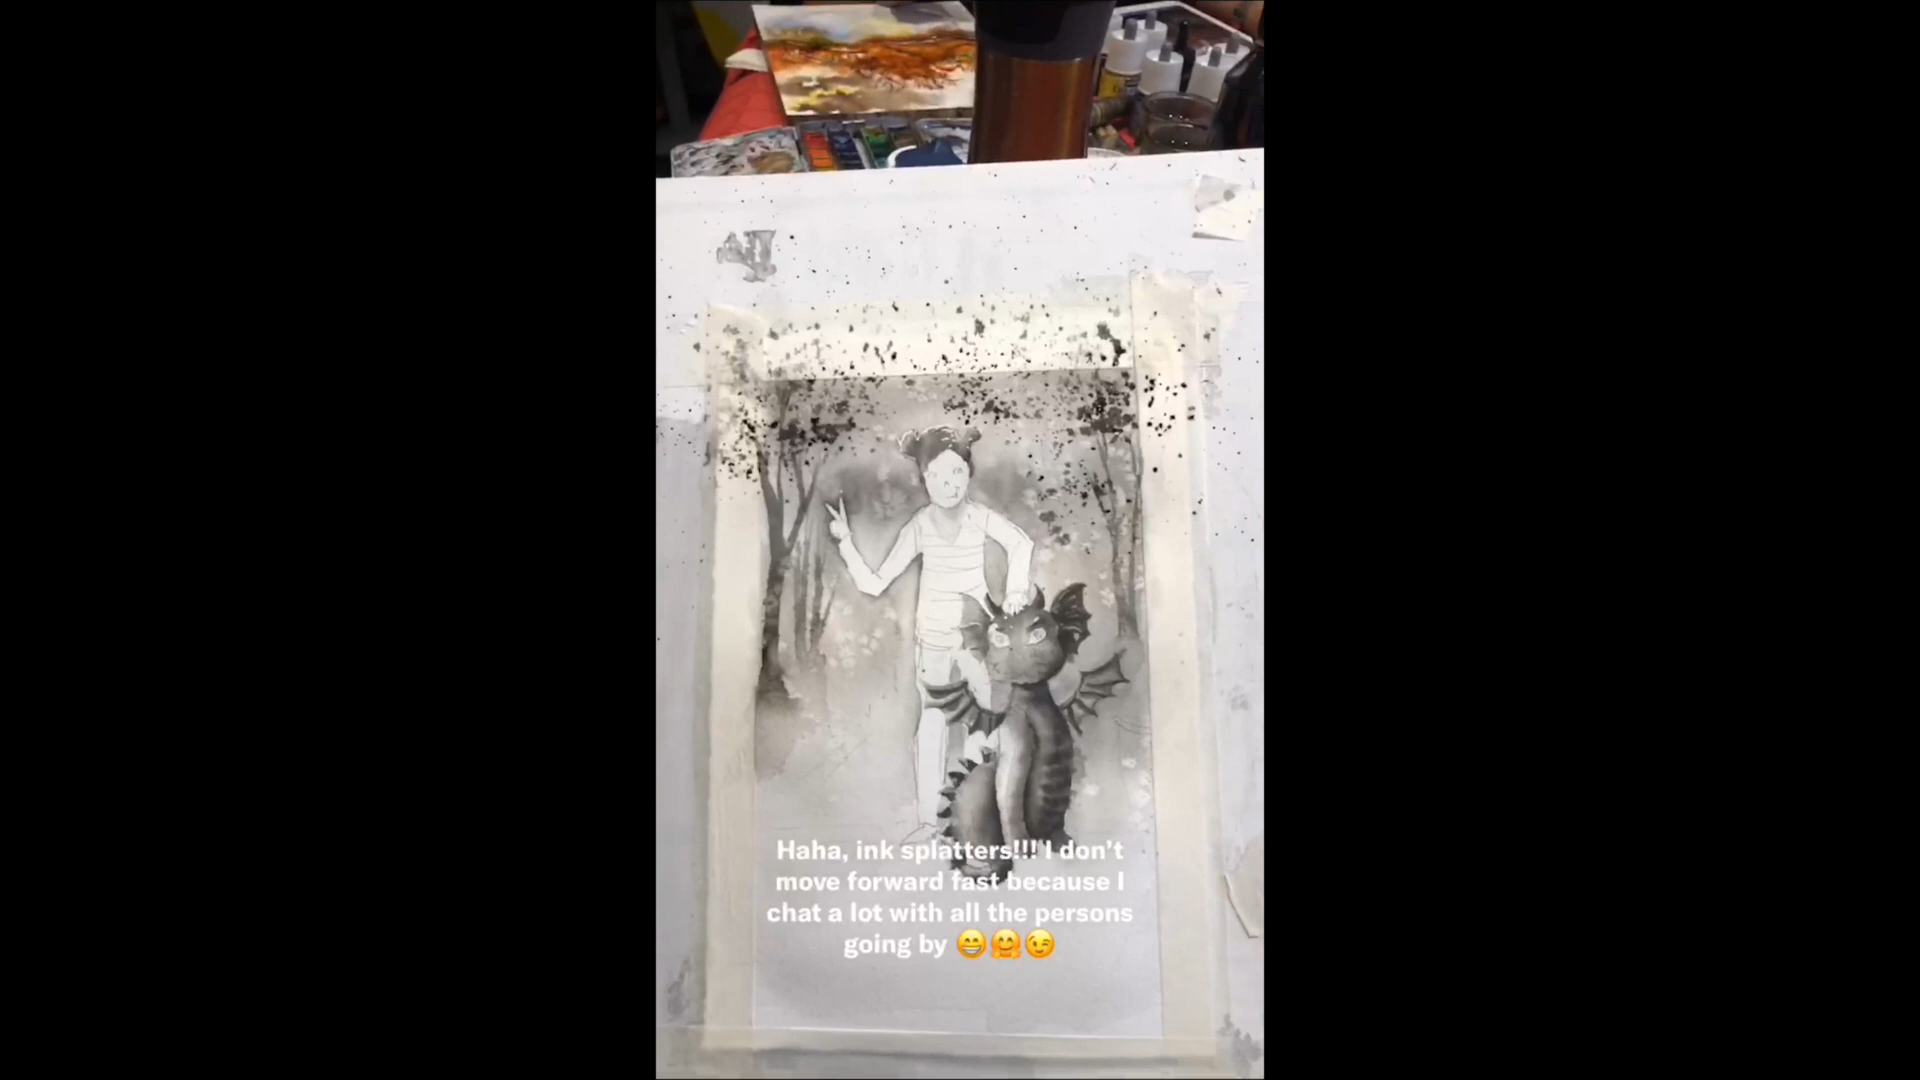 Haha, ink splatters!!! I don't
move forward fast because I
chat a lot with all the persons
going by 😁🤗😉